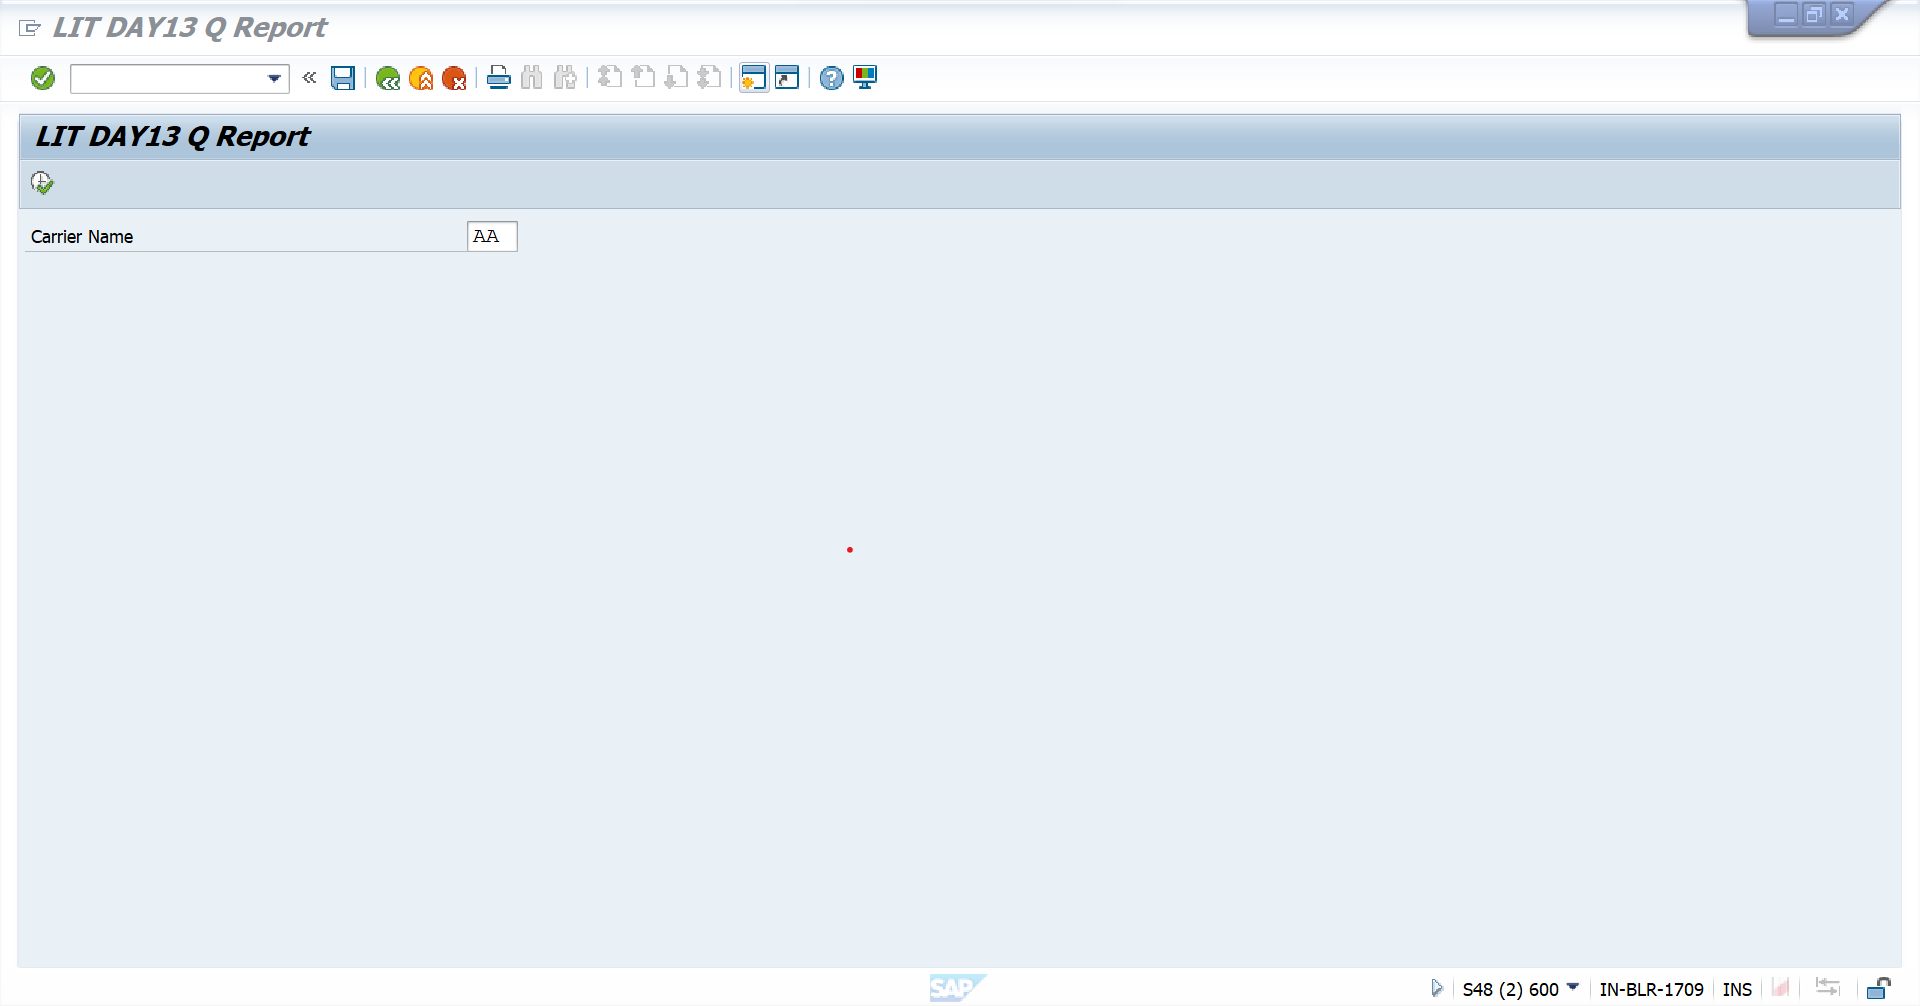 LIT DAY13 Q Report
LIT DAY13 Q Report
Carrier Name AA
SAP S48 (2) 600 IN-BLR-1709 INS